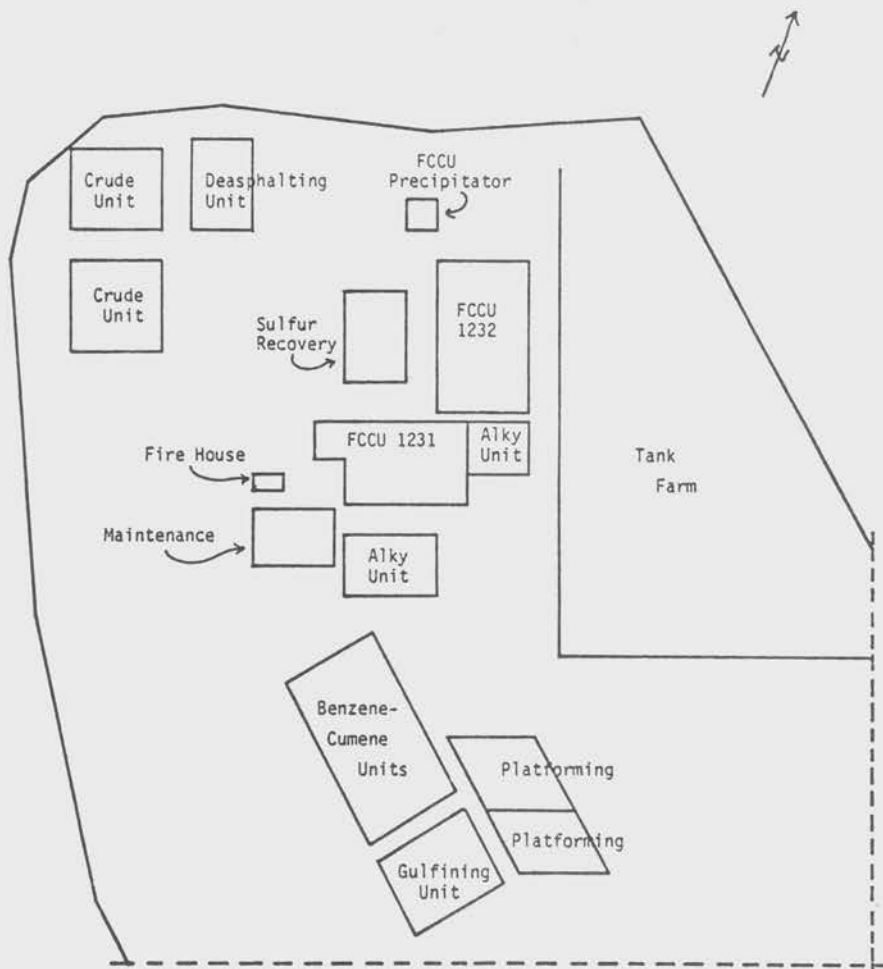 N
Crude
Unit
Deasphalting
Unit
FCCU
Precipitator
Crude
Unit
Sulfur
Recovery
FCCU
1232
FCCU 1231
Alky
Unit
Fire House
Tank
Farm
Maintenance
Alky
Unit
Benzene-
Cumene
Units
Platforming
Platforming
Gulfining
Unit